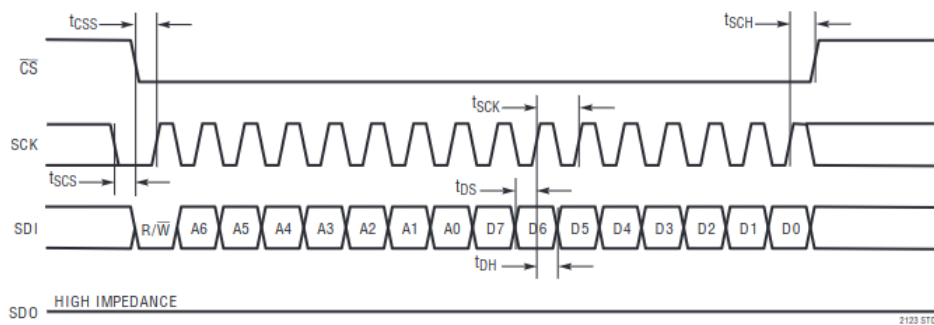 tCSS
tSCH
CS
tSCK
SCK
tSCS
tDS
SDI R/W A6 A5 A4 A3 A2 A1 A0 D7 D6 D5 D4 D3 D2 D1 D0
tDH
HIGH IMPEDANCE
SDO